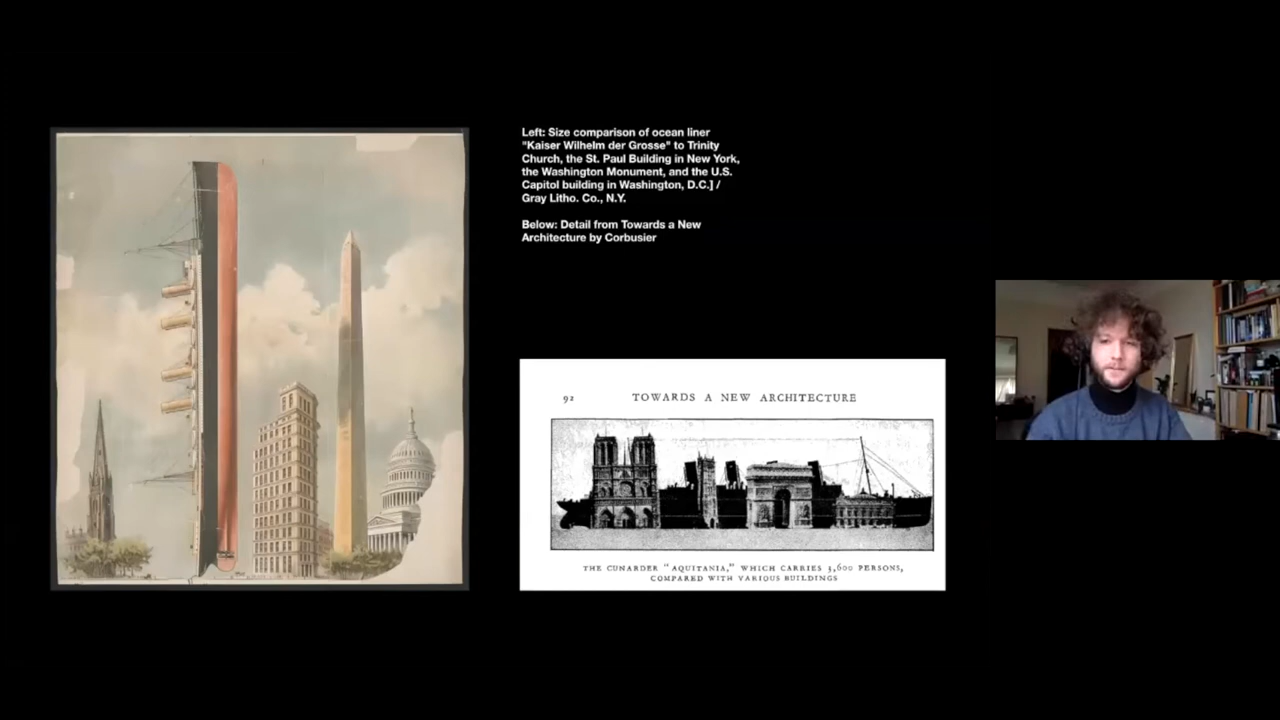 Left: Size comparison of ocean liner
"Kaiser Wilhelm der Grosse" to Trinity
Church, the St. Paul Building in New York,
the Washington Monument, and the U.S.
Capitol building in Washington, D.C.] /
Gray Litho. Co., N.Y.
Below: Detail from Towards a New
Architecture by Corbusier
92 TOWARDS A NEW ARCHITECTURE
THE CUNARDER "AQUITANIA," WHICH CARRIES 3,600 PERSONS,
COMPARED WITH VARIOUS BUILDINGS